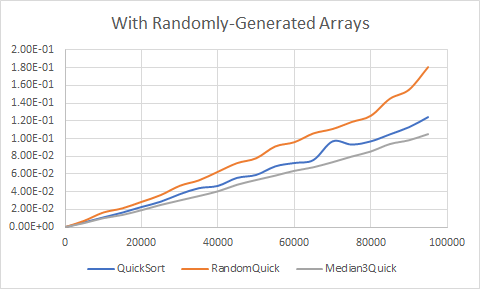 With Randomly-Generated Arrays
2.00E-01
1.80E-01
1.60E-01
1.40E-01
1.20E-01
1.00E-01
8.00E-02
6.00E-02
4.00E-02
2.00E-02
0.00E+00
0 20000 40000 60000 80000 100000
QuickSort RandomQuick Median3Quick